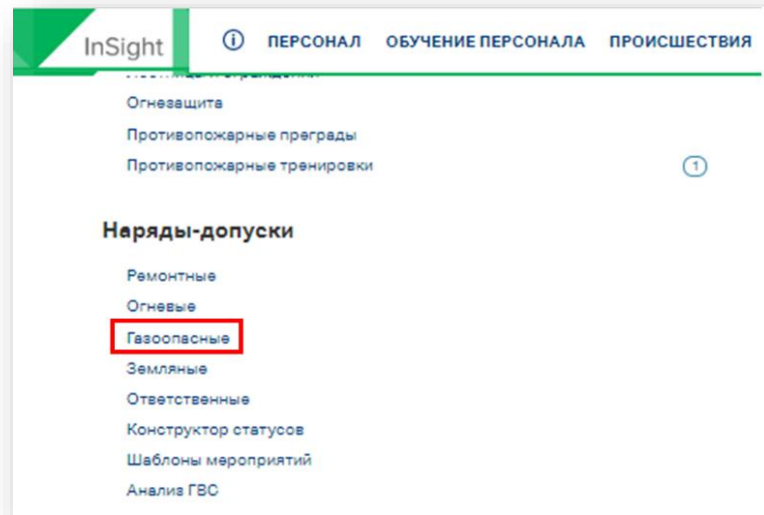 InSight
ПЕРСОНАЛ ОБУЧЕНИЕ ПЕРСОНАЛА ПРОИСШЕСТВИЯ
Огнезащита
Противопожарные преграды
Противопожарные тренировки 1
Наряды-допуски
Ремонтные
Огневые
Газоопасные
Земляные
Ответственные
Конструктор статусов
Шаблоны мероприятий
Анализ ГВС